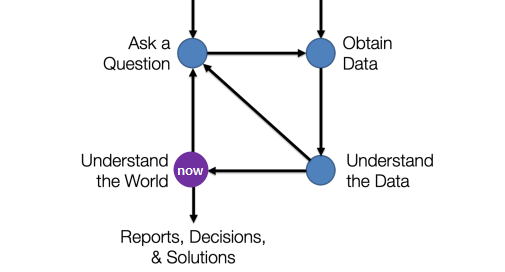 Ask a
Question
Obtain
Data
Understand
the World
now
Understand
the Data
Reports, Decisions,
& Solutions